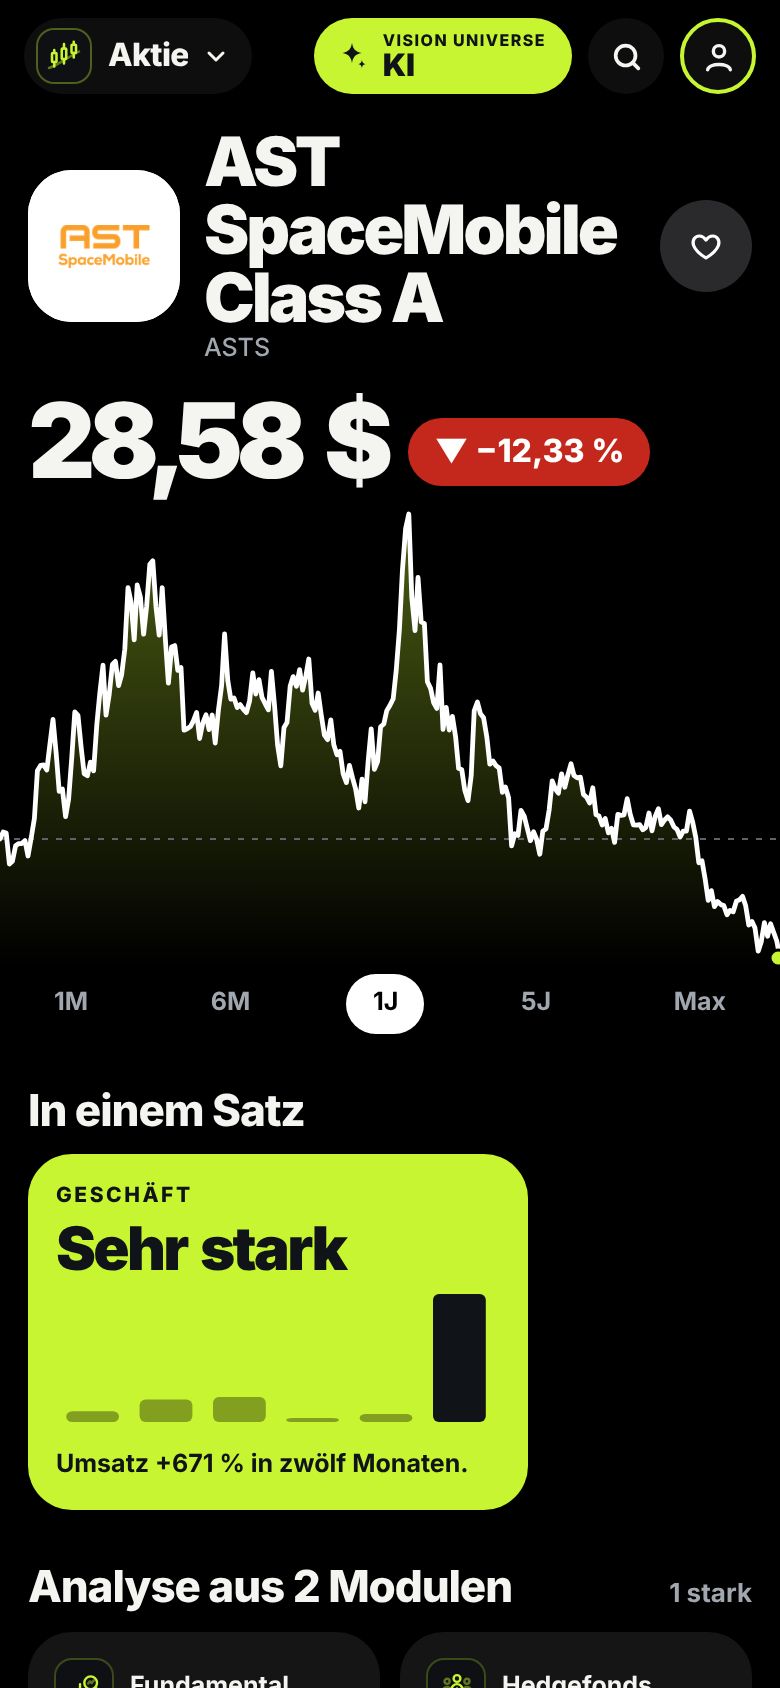 Aktie
VISION UNIVERSE
KI
AST
SpaceMobile
AST
SpaceMobile
Class A
ASTS
28,58 $
▼ −12,33 %
1M
6M
1J
5J
Max
In einem Satz
GESCHÄFT
Sehr stark
Umsatz +671 % in zwölf Monaten.
Analyse aus 2 Modulen
1 stark
Fundamental
Hedgefonds